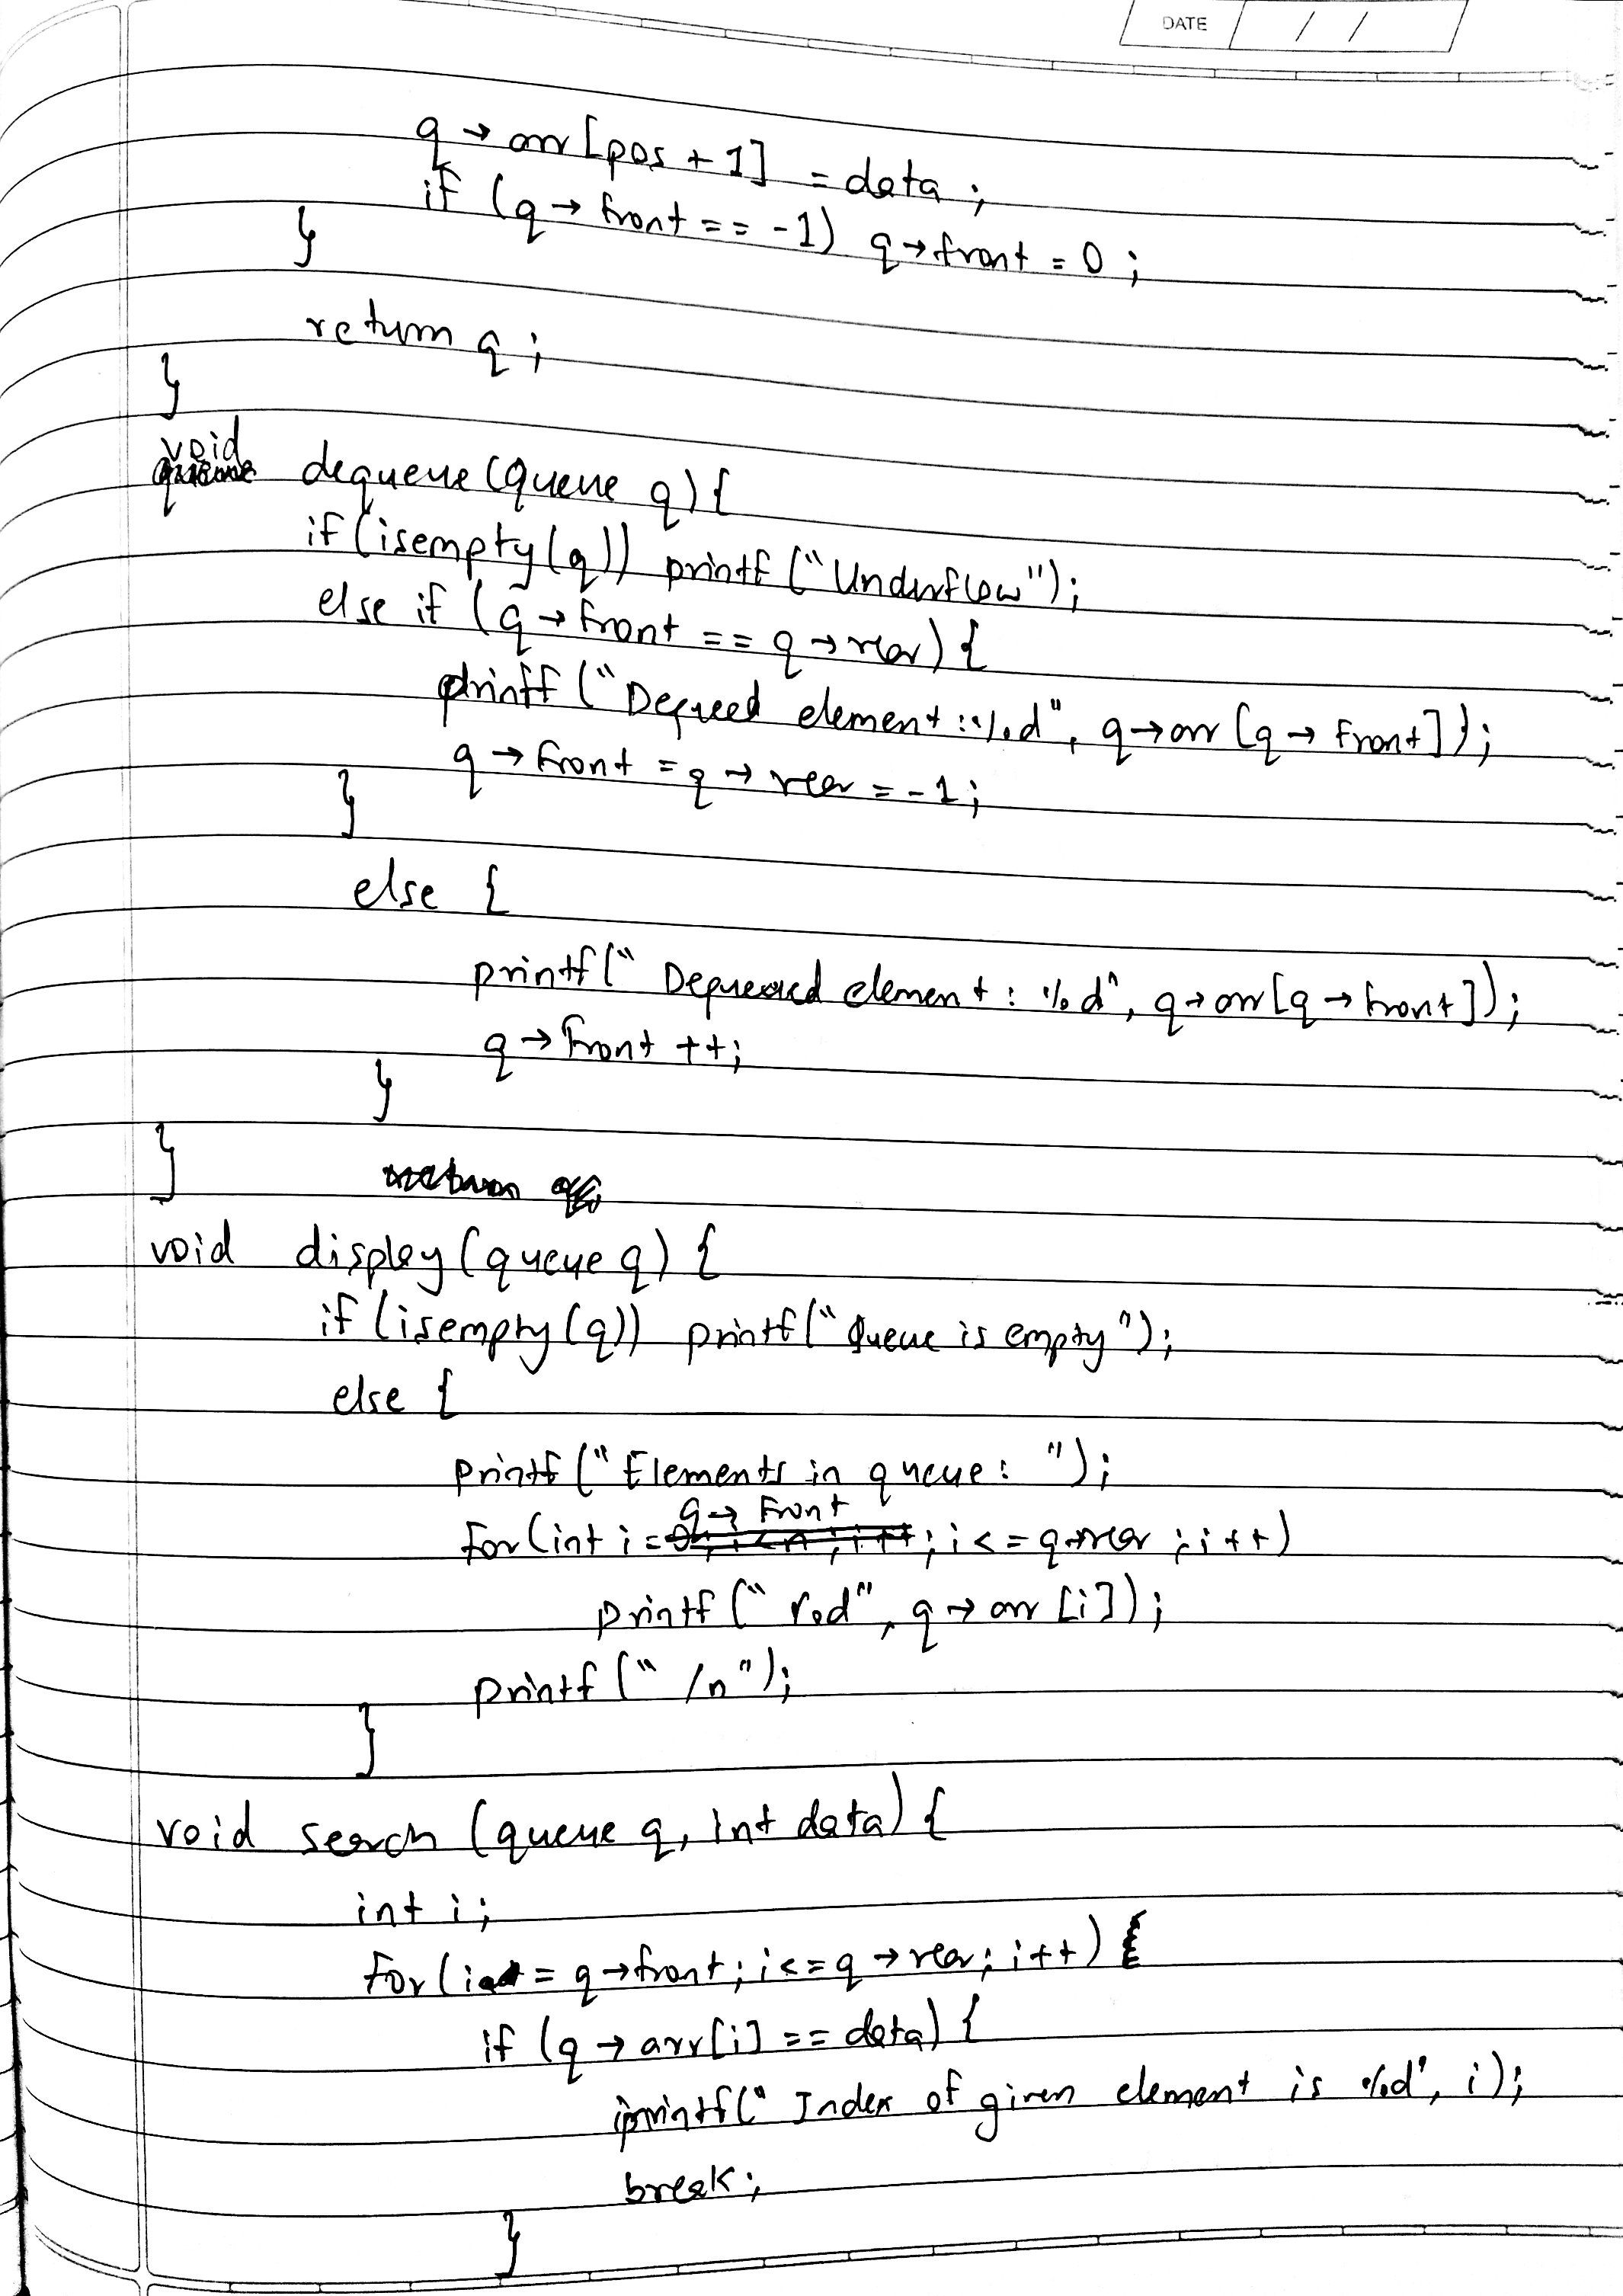 DATE / /
q → arr [pos + 1] = data ;
if (q → front == -1) q → front = 0 ;
}
return q ;
}
void
dequeue (queue q) {
if (isempty (q)) printf ("Underflow");
else if (q → front == q → rear) {
printf ("Dequeed element : %d", q → arr [q → front]);
q → front = q → rear = -1;
}
else {
printf (" Dequeued element : %d", q → arr [q → front]);
q → front ++;
}
}
void display (queue q) {
if (isempty (q)) printf (" Queue is empty ");
else {
printf (" Elements in queue : ");
q → front
for (int i = ; i <= q → rear ; i ++)
printf (" %d", q → arr [i]);
printf (" /n ");
}
void search (queue q, int data) {
int i ;
for (i = q → front ; i <= q → rear ; i ++)
if (q → arr [i] == data) {
printf (" Index of given element is %d", i);
break ;
}